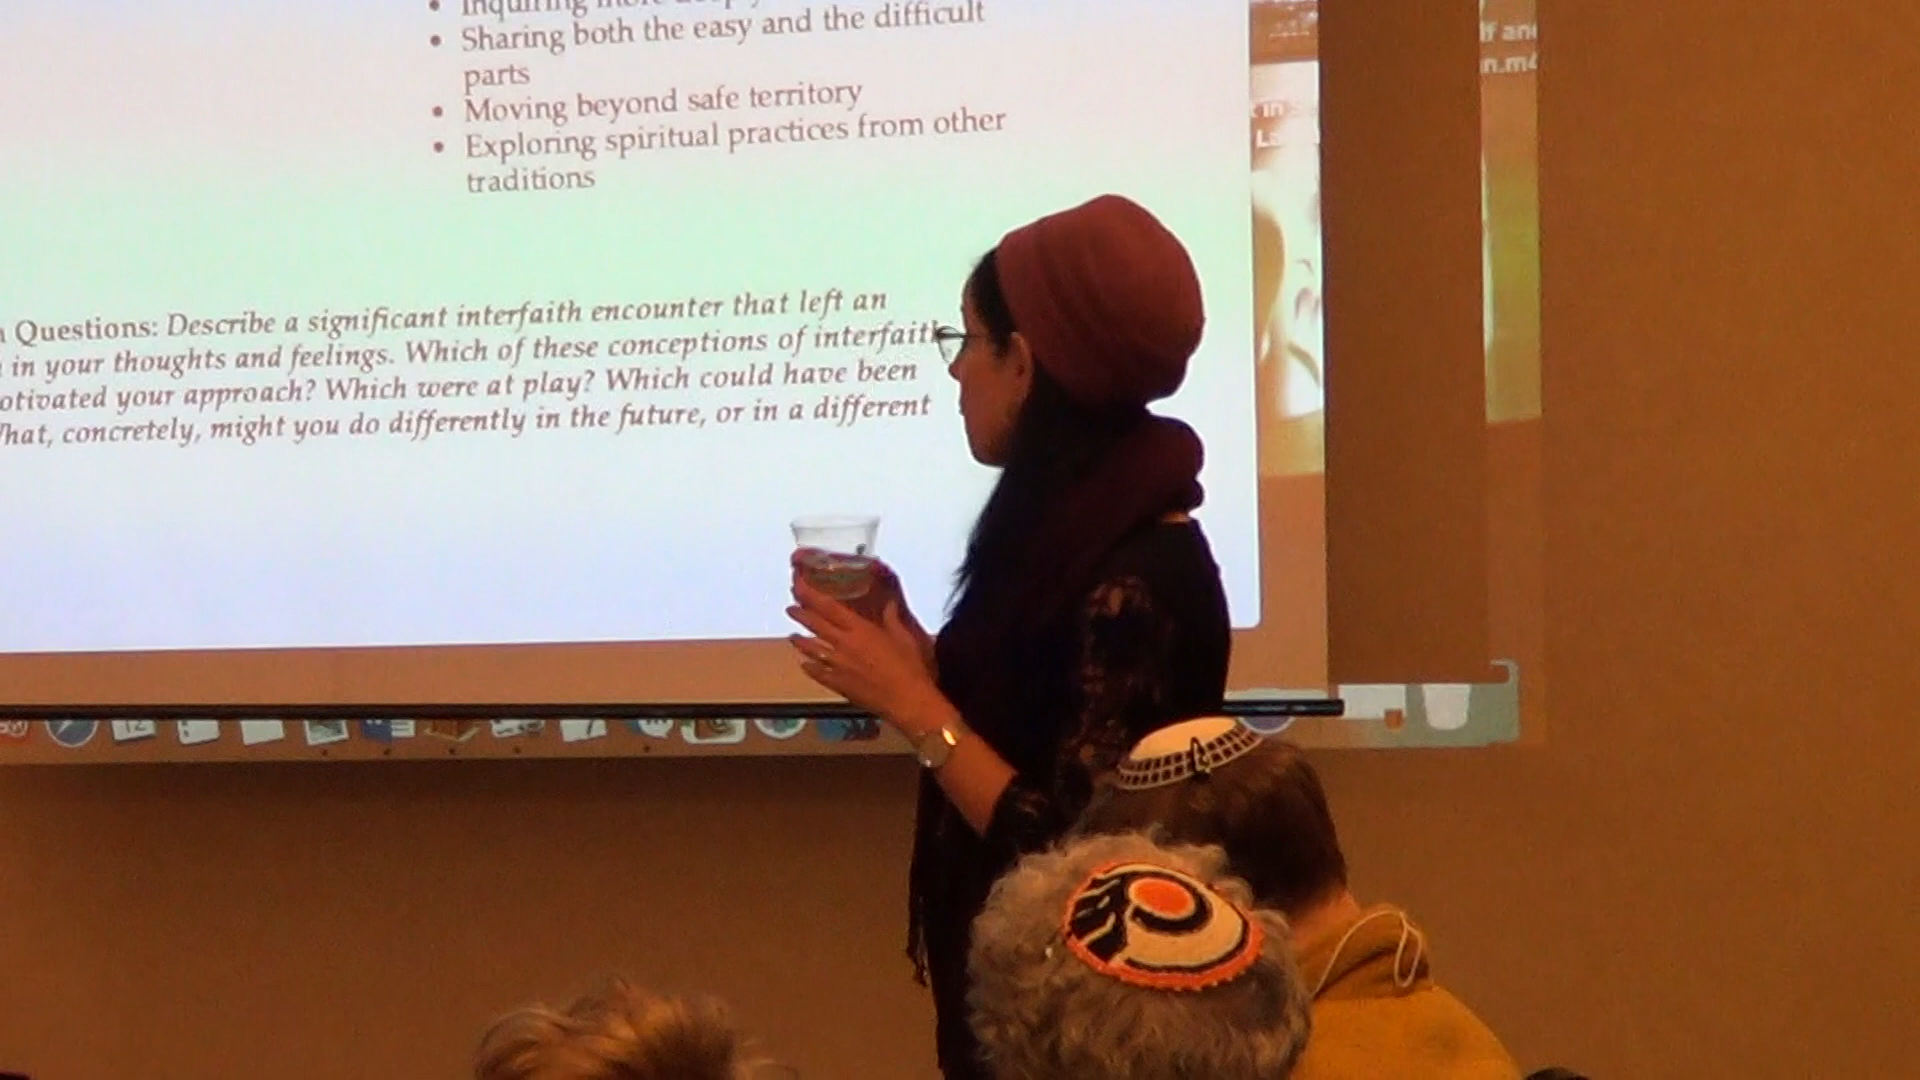 Sharing both the easy and the difficult
parts
Moving beyond safe territory
Exploring spiritual practices from other
traditions
Questions: Describe a significant interfaith encounter that left an
in your thoughts and feelings. Which of these conceptions of interfaith
otivated your approach? Which were at play? Which could have been
hat, concretely, might you do differently in the future, or in a different